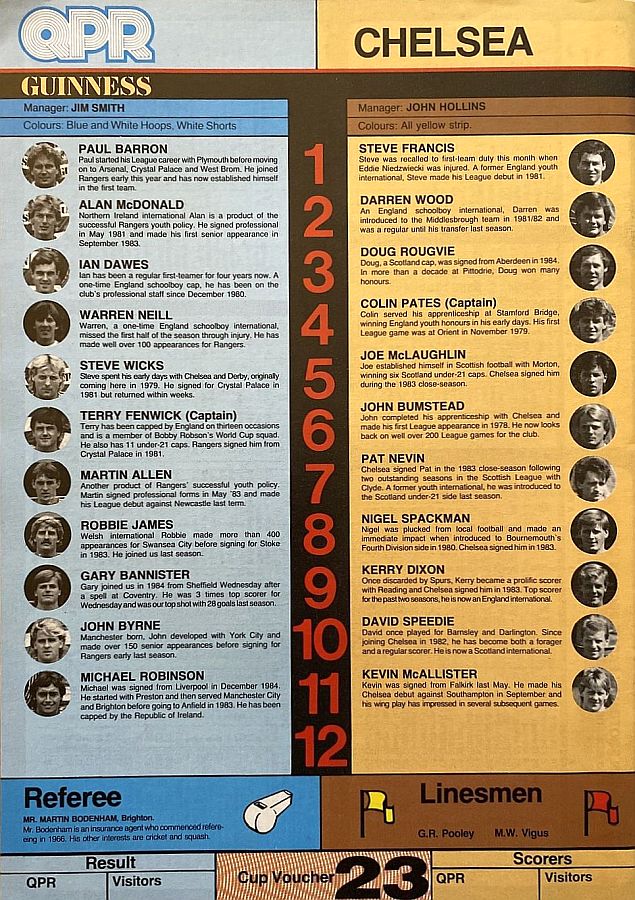 QPR
CHELSEA
GUINNESS
Manager: JIM SMITH
Colours: Blue and White Hoops, White Shorts
Manager: JOHN HOLLINS
Colours: All yellow strip.
PAUL BARRON
Paul started his League career with Plymouth before moving
on to Arsenal, Crystal Palace and West Brom. He joined
Rangers early this year and has now established himself
in the first team.
ALAN McDONALD
Northern Ireland international Alan is a product of the
successful Rangers youth policy. He signed professional
in May 1981 and made his first senior appearance in
September 1983.
IAN DAWES
Ian has been a regular first-teamer for four years now. A
one-time England schoolboy cap, he has been on the
club's professional staff since December 1980.
WARREN NEILL
Warren, a one-time England schoolboy international,
missed the first half of the season through injury. He has
made well over 100 appearances for Rangers.
STEVE WICKS
Steve spent his early days with Chelsea and Derby, originally
coming here in 1979. He signed for Crystal Palace in
1981 but returned within weeks.
TERRY FENWICK (Captain)
Terry has been capped by England on thirteen occasions
and is a member of Bobby Robson's World Cup squad.
He also has 11 under-21 caps. Rangers signed him from
Crystal Palace in 1981.
MARTIN ALLEN
Another product of Rangers' successful youth policy.
Martin signed professional forms in May '83 and made
his League debut against Newcastle last term.
ROBBIE JAMES
Welsh international Robbie made more than 400
appearances for Swansea City before signing for Stoke
in 1983. He joined us last season.
GARY BANNISTER
Gary joined us in 1984 from Sheffield Wednesday after
a spell at Coventry. He was 3 times top scorer for
Wednesday and was our top shot with 28 goals last season.
JOHN BYRNE
Manchester born, John developed with York City and
made over 150 senior appearances before signing for
Rangers early last season.
MICHAEL ROBINSON
Michael was signed from Liverpool in December 1984.
He started with Preston and then served Manchester City
and Brighton before going to Anfield in 1983. He has been
capped by the Republic of Ireland.
1
2
3
4
5
6
7
8
9
10
11
12
STEVE FRANCIS
Steve was recalled to first-team duty this month when
Eddie Niedzwiecki was injured. A former England youth
international, Steve made his League debut in 1981.
DARREN WOOD
An England schoolboy international, Darren was
introduced to the Middlesbrough team in 1981/82 and
was a regular until his transfer last season.
DOUG ROUGVIE
Doug, a Scotland cap, was signed from Aberdeen in 1984.
In more than a decade at Pittodrie, Doug won many
honours.
COLIN PATES (Captain)
Colin served his apprenticeship at Stamford Bridge,
winning England youth honours in his early days. His first
League game was at Orient in November 1979.
JOE McLAUGHLIN
Joe established himself in Scottish football with Morton,
winning six Scotland under-21 caps. Chelsea signed him
during the 1983 close-season.
JOHN BUMSTEAD
John completed his apprenticeship with Chelsea and
made his first League appearance in 1978. He now looks
back on well over 200 League games for the club.
PAT NEVIN
Chelsea signed Pat in the 1983 close-season following
two outstanding seasons in the Scottish League with
Clyde. A former youth international, he was introduced to
the Scotland under-21 side last season.
NIGEL SPACKMAN
Nigel was plucked from local football and made an
immediate impact when introduced to Bournemouth's
Fourth Division side in 1980. Chelsea signed him in 1983.
KERRY DIXON
Once discarded by Spurs, Kerry became a prolific scorer
with Reading and Chelsea signed him in 1983. Top scorer
for the past two seasons, he is now an England international.
DAVID SPEEDIE
David once played for Barnsley and Darlington. Since
joining Chelsea in 1982, he has become both a forager
and a regular scorer. He is now a Scotland international.
KEVIN McALLISTER
Kevin was signed from Falkirk last May. He made his
Chelsea debut against Southampton in September and
his wing play has impressed in several subsequent games.
Referee
MR. MARTIN BODENHAM, Brighton.
Mr. Bodenham is an insurance agent who commenced refere-
eing in 1966. His other interests are cricket and squash.
Linesmen
G.R. Pooley M.W. Vigus
Result
QPR Visitors
Cup Voucher 23
Scorers
QPR Visitors